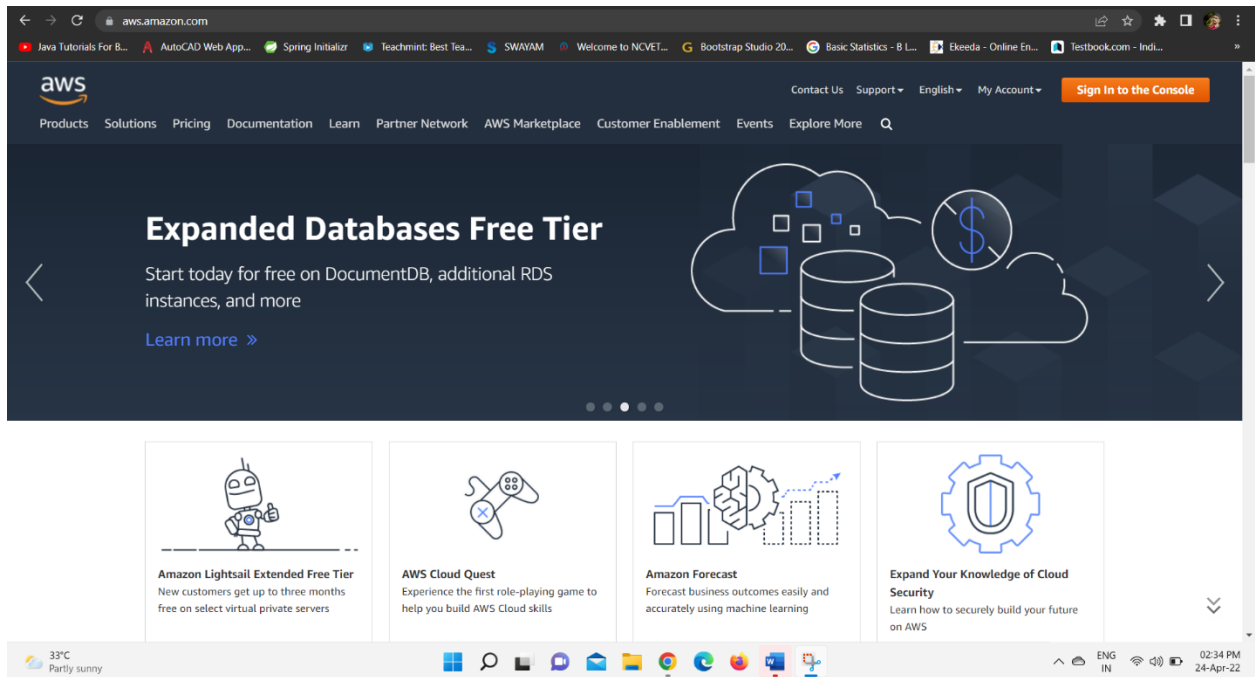 aws.amazon.com
Java Tutorials For B... AutoCAD Web App... Spring Initializr Teachmint: Best Tea... SWAYAM Welcome to NCVET... Bootstrap Studio 20... Basic Statistics - 8 L... Ekeeda - Online En... Testbook.com - Indi... »
aws
Contact Us Support English My Account Sign In to the Console
Products Solutions Pricing Documentation Learn Partner Network AWS Marketplace Customer Enablement Events Explore More
Expanded Databases Free Tier
Start today for free on DocumentDB, additional RDS
instances, and more
Learn more »
Amazon Lightsail Extended Free Tier
New customers get up to three months
free on select virtual private servers
AWS Cloud Quest
Experience the first role-playing game to
help you build AWS Cloud skills
Amazon Forecast
Forecast business outcomes easily and
accurately using machine learning
Expand Your Knowledge of Cloud
Security
Learn how to securely build your future
on AWS
33°C
Partly sunny
ENG
IN
02:34 PM
24-Apr-22